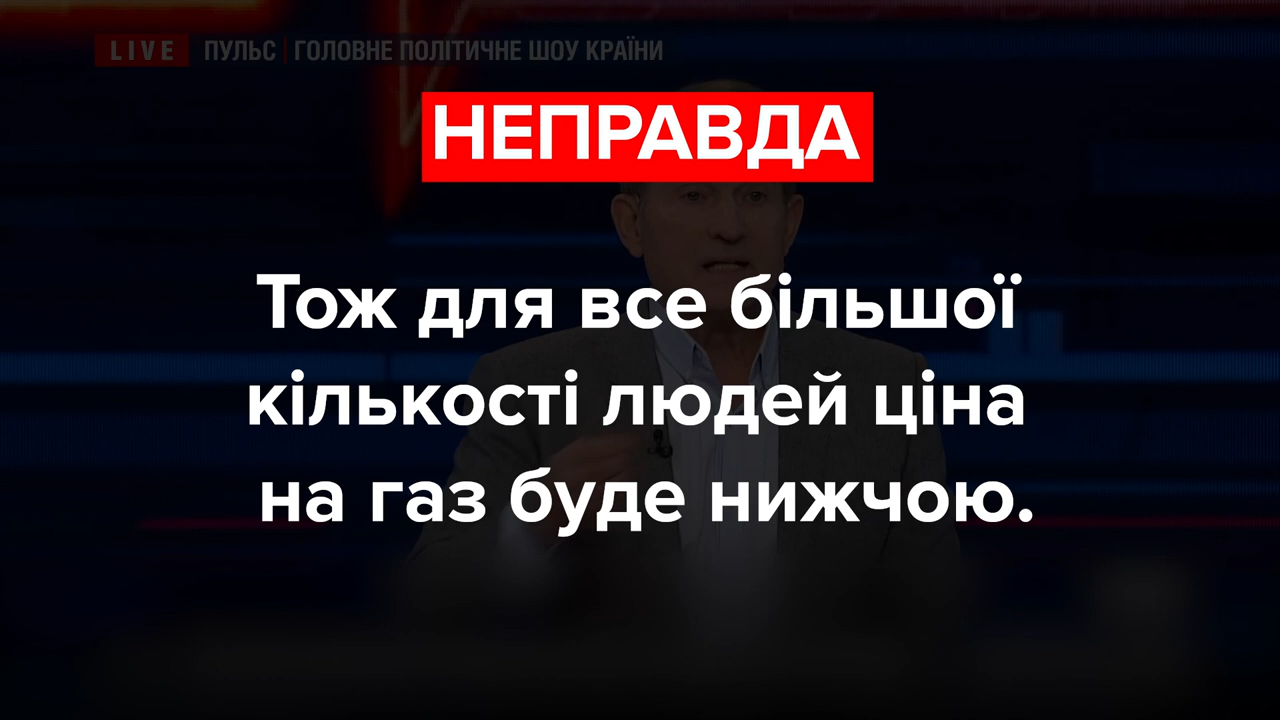 LIVE ПУЛЬС | ГОЛОВНЕ ПОЛІТИЧНЕ ШОУ КРАЇНИ
НЕПРАВДА
Тож для все більшої
кількості людей ціна
на газ буде нижчою.